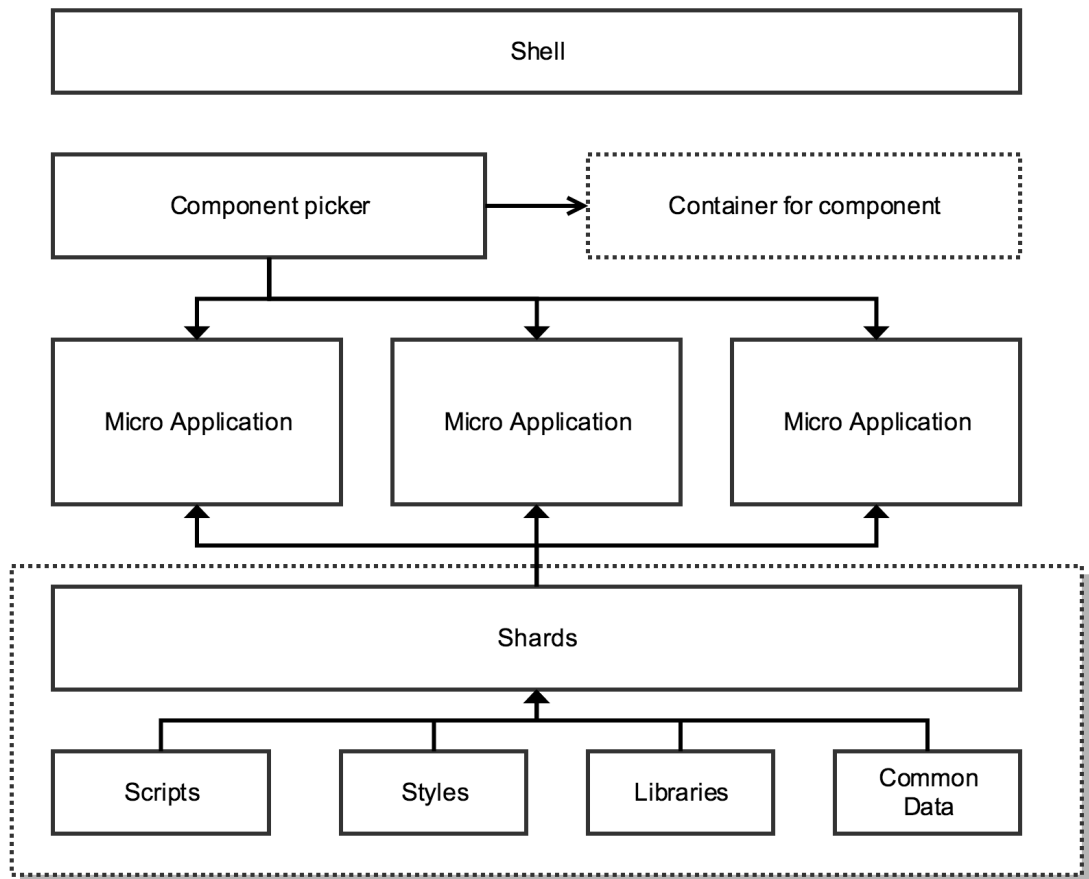 Shell
Component picker
Container for component
Micro Application
Micro Application
Micro Application
Shards
Scripts
Styles
Libraries
Common
Data